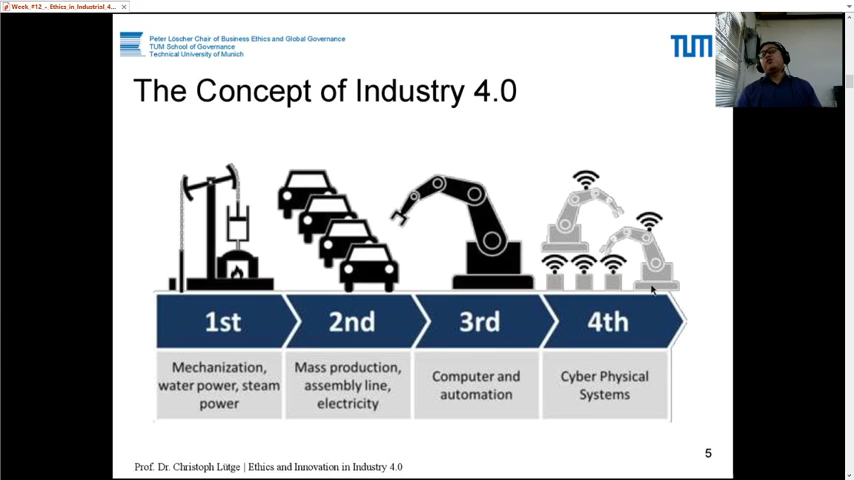 Week_#12_-_Ethics_in_Industrial_4...
Peter Löscher Chair of Business Ethics and Global Governance
TUM School of Governance
Technical University of Munich
TUM
The Concept of Industry 4.0
1st
2nd
3rd
4th
Mechanization,
water power, steam
power
Mass production,
assembly line,
electricity
Computer and
automation
Cyber Physical
Systems
5
Prof. Dr. Christoph Lütge | Ethics and Innovation in Industry 4.0